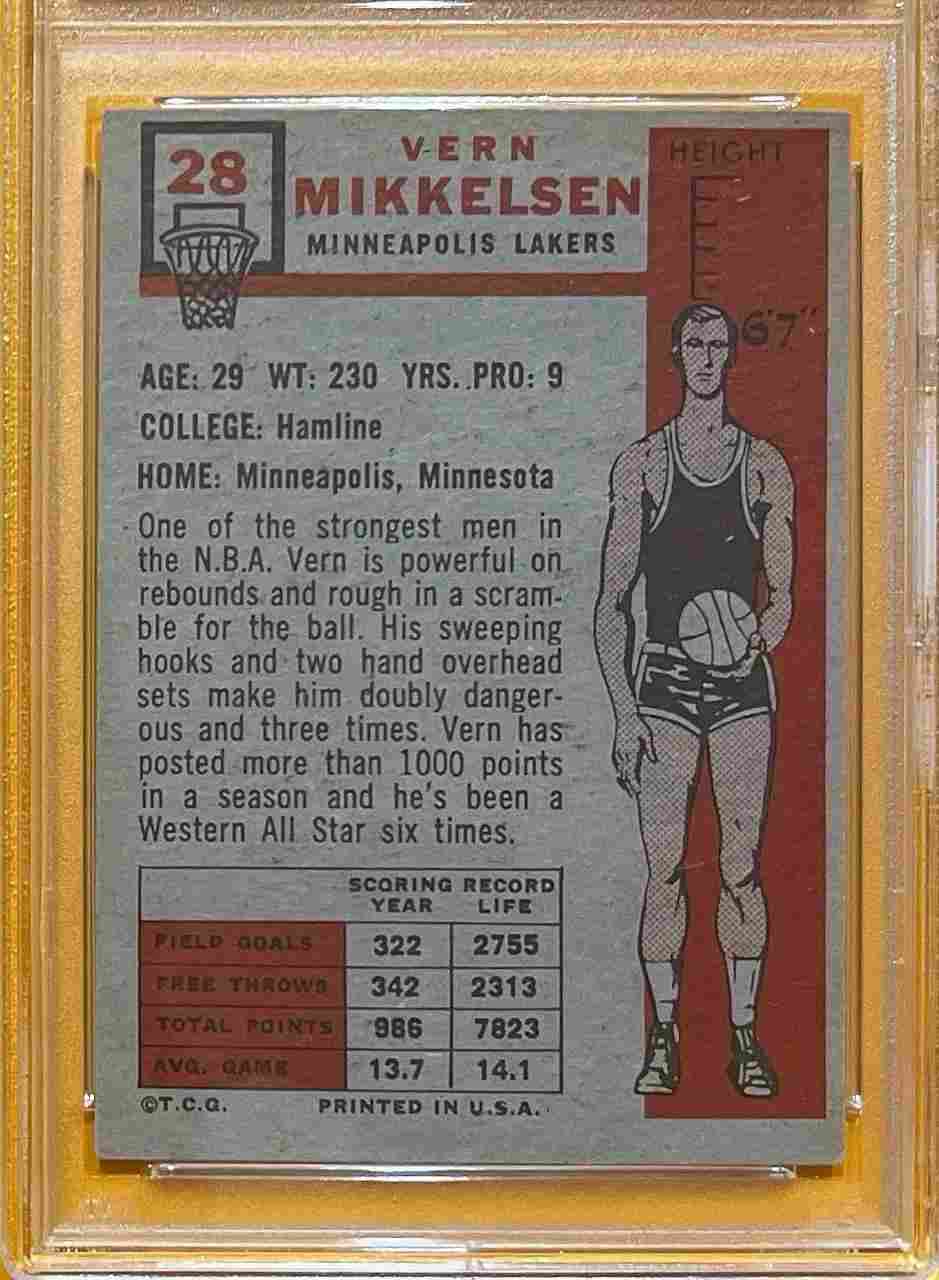 28
VERN
MIKKELSEN
MINNEAPOLIS LAKERS
HEIGHT
6'7"
AGE: 29 WT: 230 YRS. PRO: 9
COLLEGE: Hamline
HOME: Minneapolis, Minnesota
One of the strongest men in
the N.B.A. Vern is powerful on
rebounds and rough in a scram-
ble for the ball. His sweeping
hooks and two hand overhead
sets make him doubly danger-
ous and three times. Vern has
posted more than 1000 points
in a season and he's been a
Western All Star six times.
SCORING RECORD
YEAR LIFE
FIELD GOALS 322 2755
FREE THROWS 342 2313
TOTAL POINTS 986 7823
AVG. GAME 13.7 14.1
©T.C.G. PRINTED IN U.S.A.